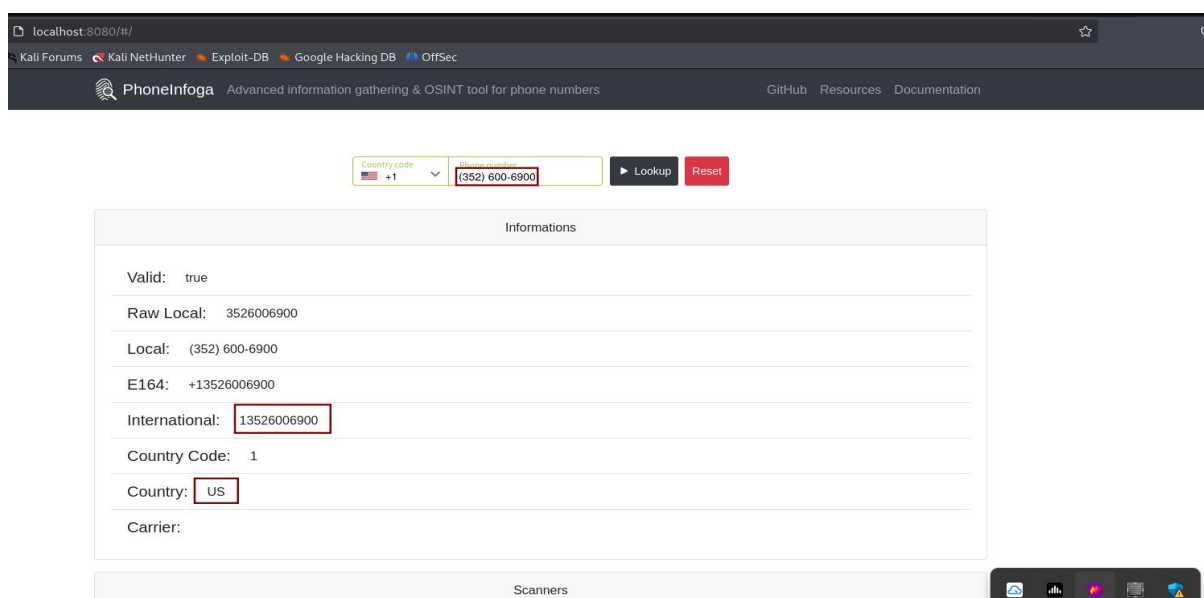 localhost:8080/#/
Kali Forums Kali NetHunter Exploit-DB Google Hacking DB OffSec
PhoneInfoga Advanced information gathering & OSINT tool for phone numbers GitHub Resources Documentation
Country code Phone number
+1 (352) 600-6900 Lookup Reset
Informations
Valid: true
Raw Local: 3526006900
Local: (352) 600-6900
E164: +13526006900
International: 13526006900
Country Code: 1
Country: US
Carrier:
Scanners